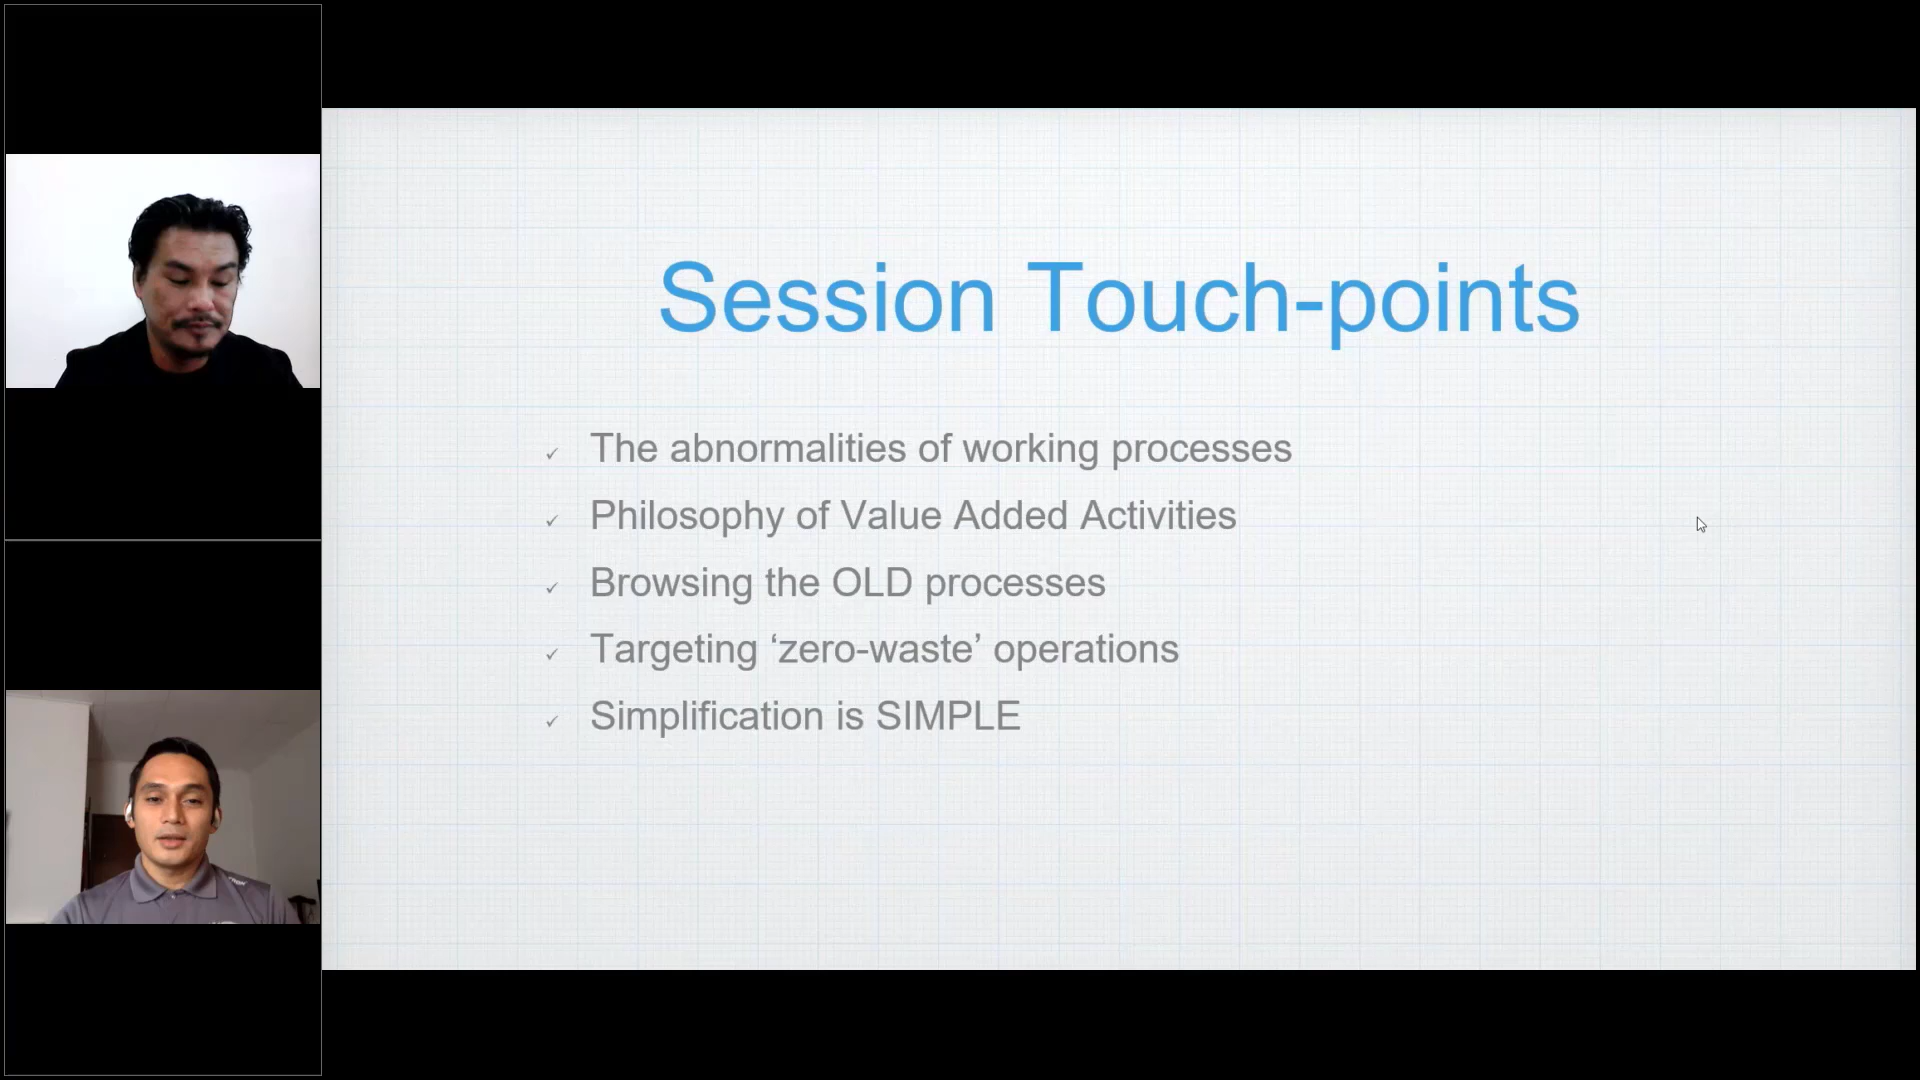 Session Touch-points
✓ The abnormalities of working processes
✓ Philosophy of Value Added Activities
✓ Browsing the OLD processes
✓ Targeting ‘zero-waste’ operations
✓ Simplification is SIMPLE